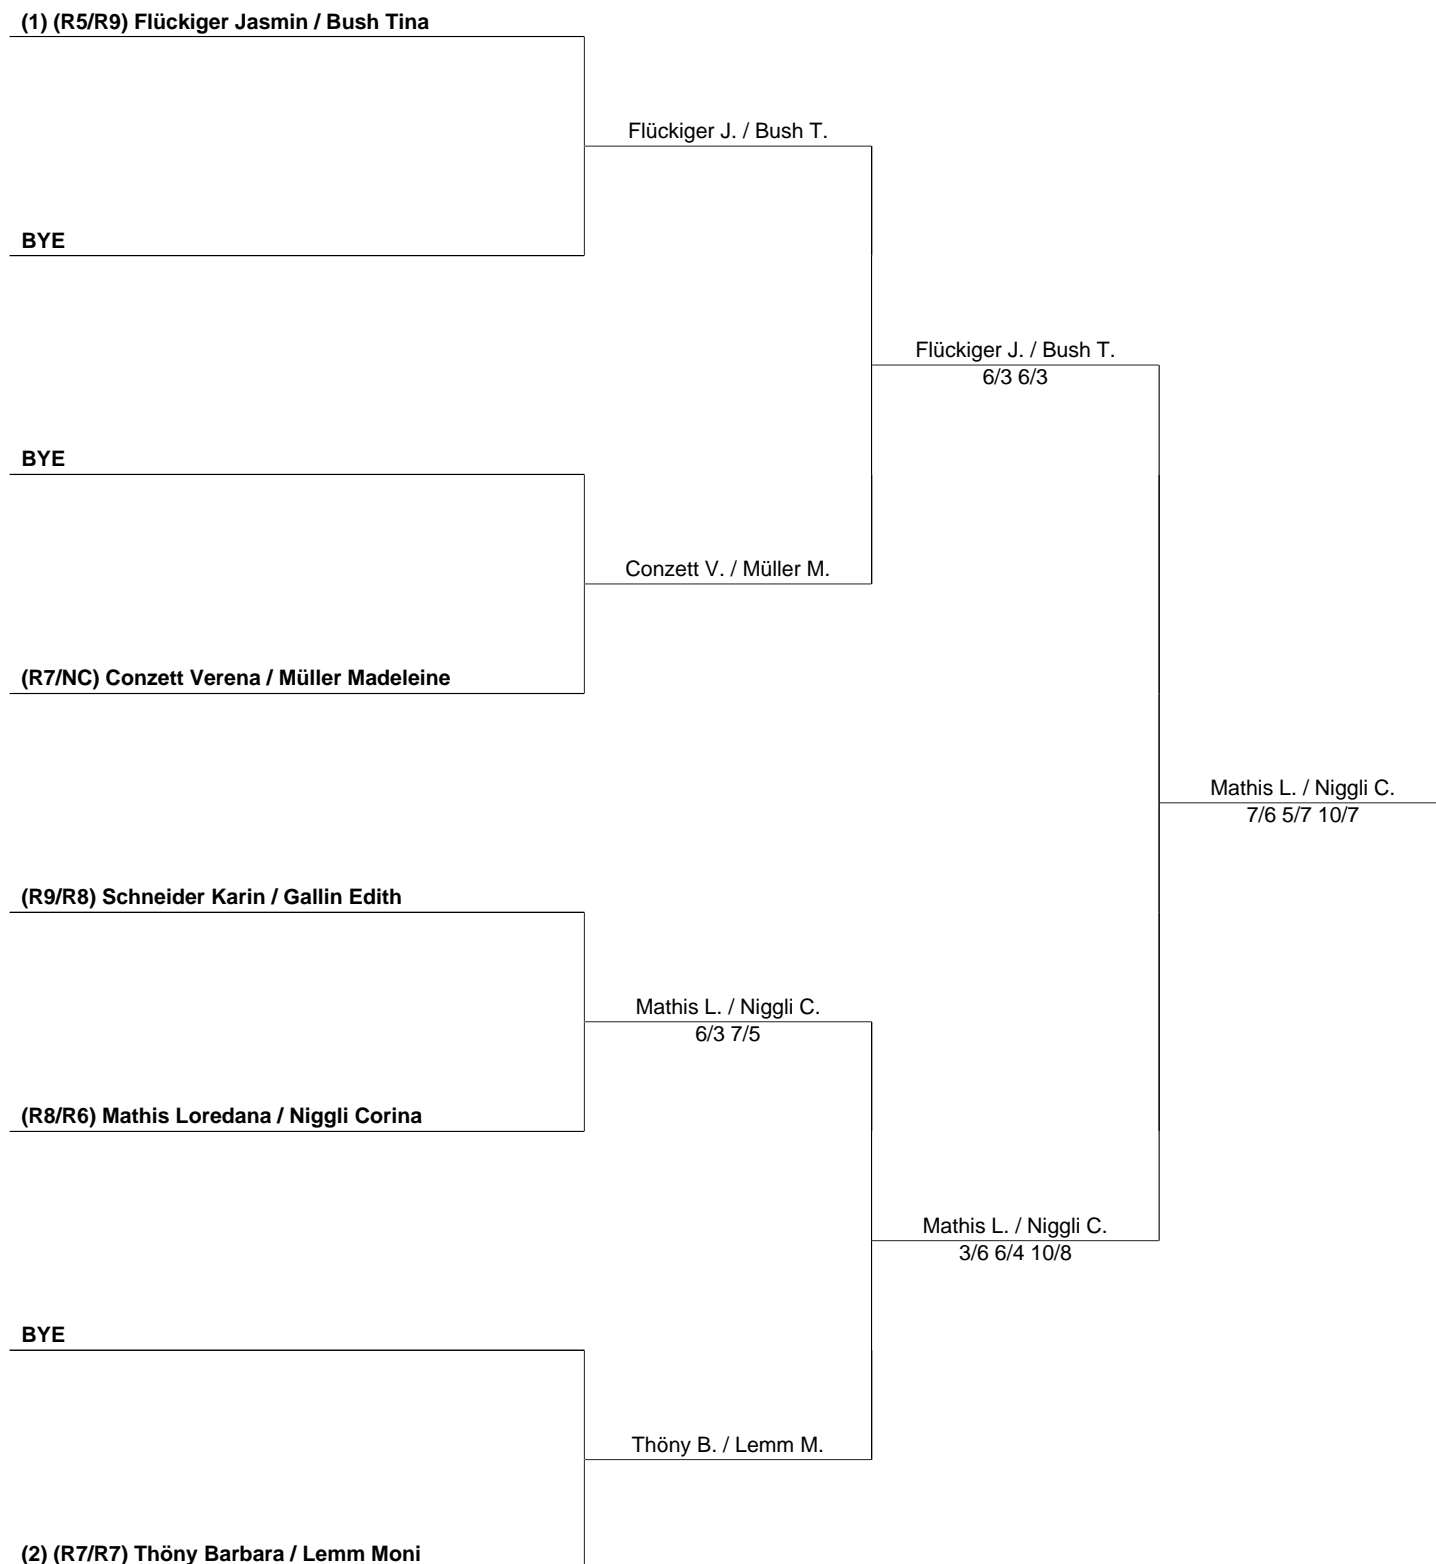 (1) (R5/R9) Flückiger Jasmin / Bush Tina
Flückiger J. / Bush T.
BYE
Flückiger J. / Bush T.
6/3 6/3
BYE
Conzett V. / Müller M.
(R7/NC) Conzett Verena / Müller Madeleine
Mathis L. / Niggli C.
7/6 5/7 10/7
(R9/R8) Schneider Karin / Gallin Edith
Mathis L. / Niggli C.
6/3 7/5
(R8/R6) Mathis Loredana / Niggli Corina
Mathis L. / Niggli C.
3/6 6/4 10/8
BYE
Thöny B. / Lemm M.
(2) (R7/R7) Thöny Barbara / Lemm Moni